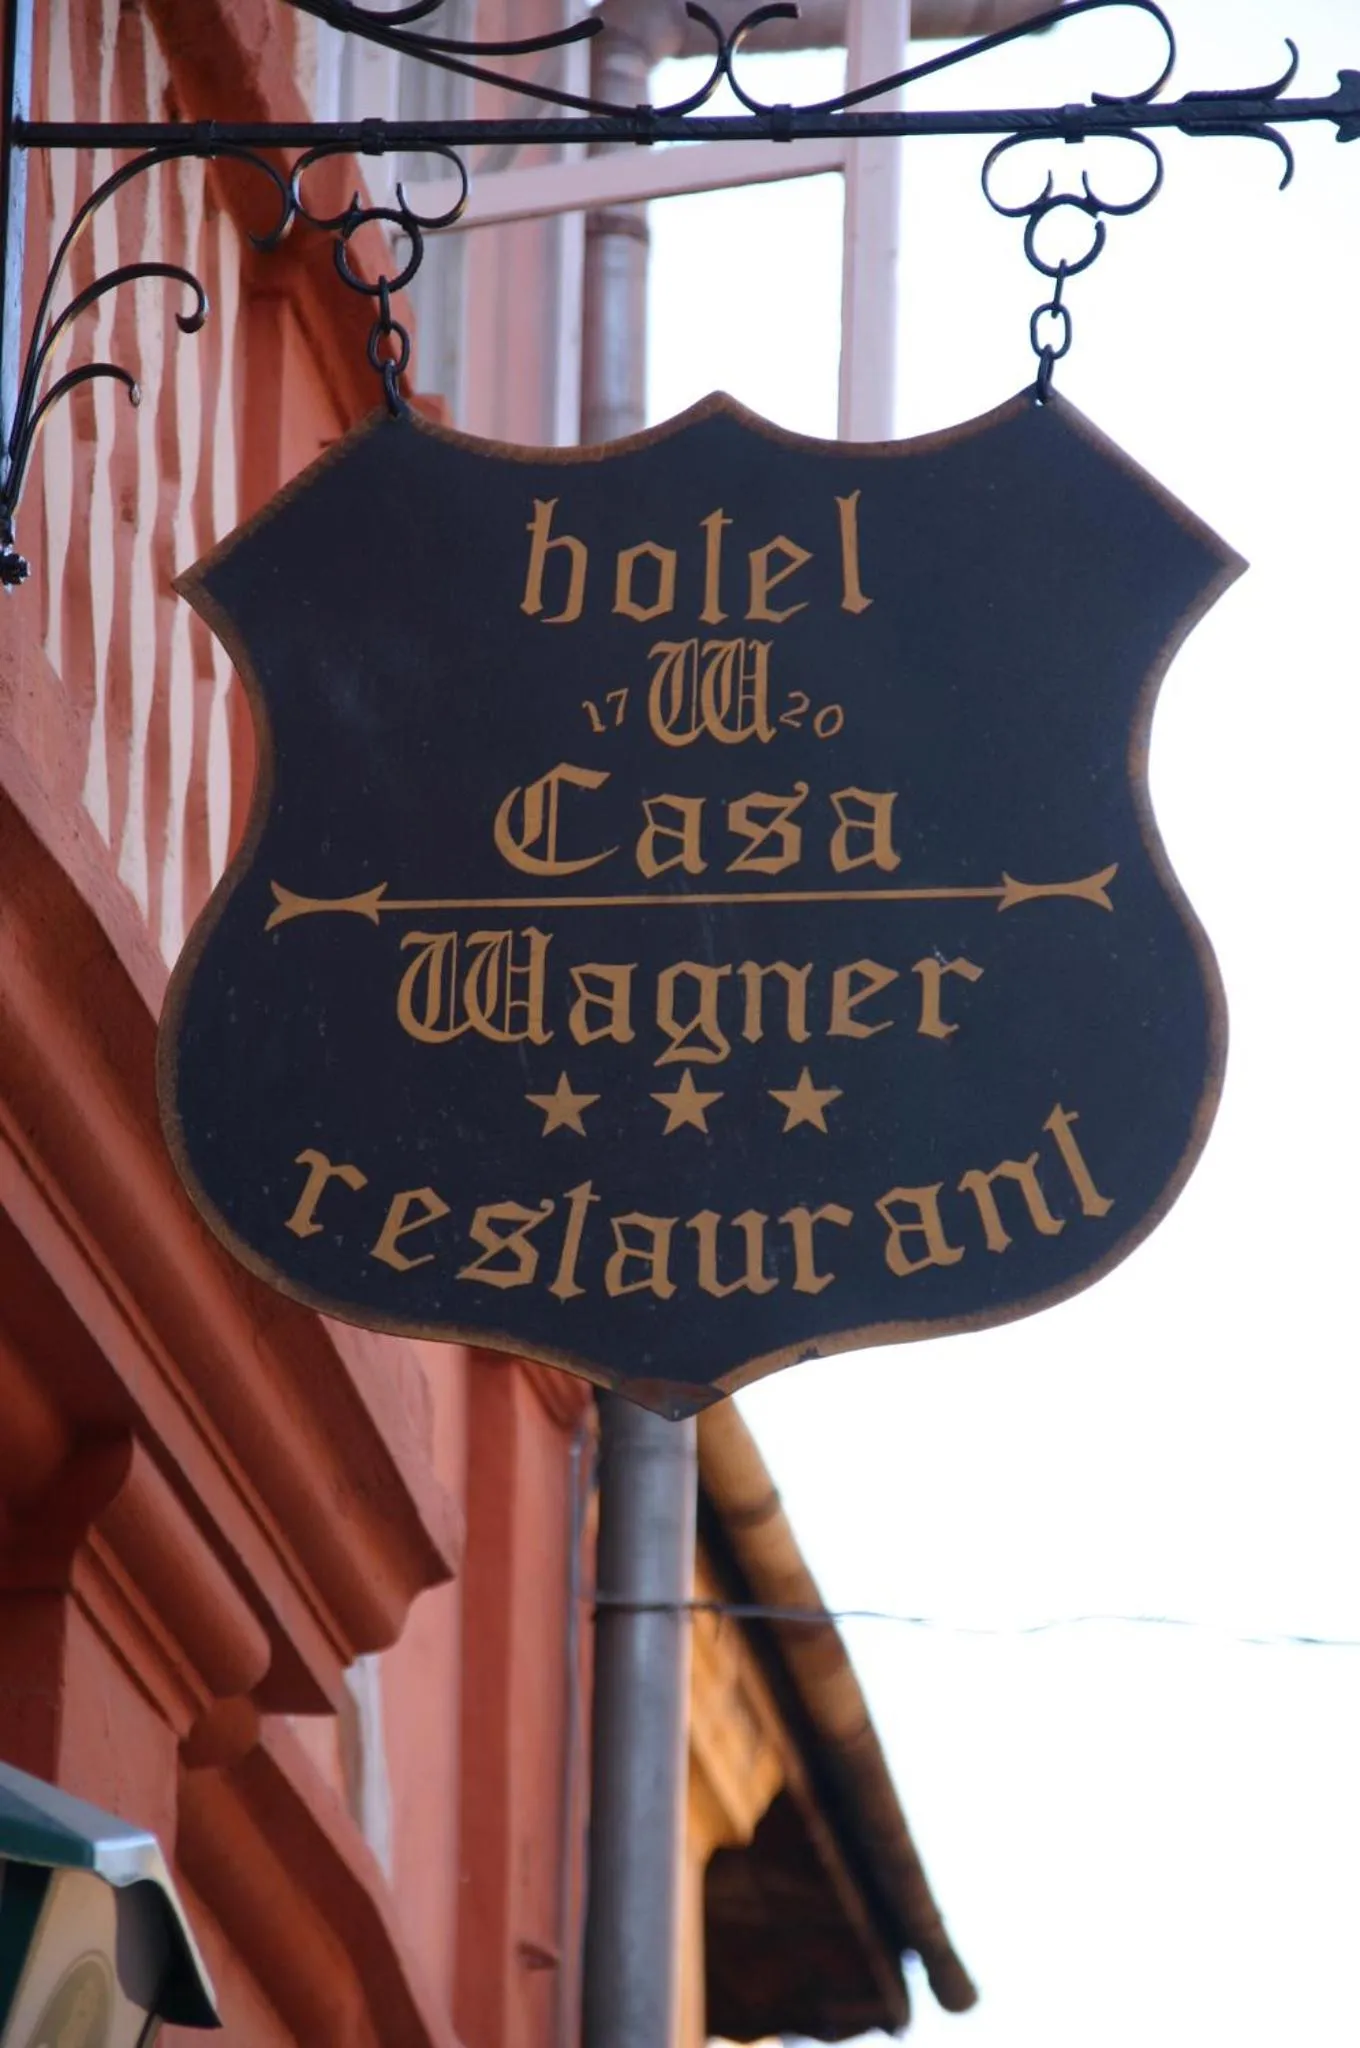 hotel
17 W 20
Casa
Wagner
restaurant